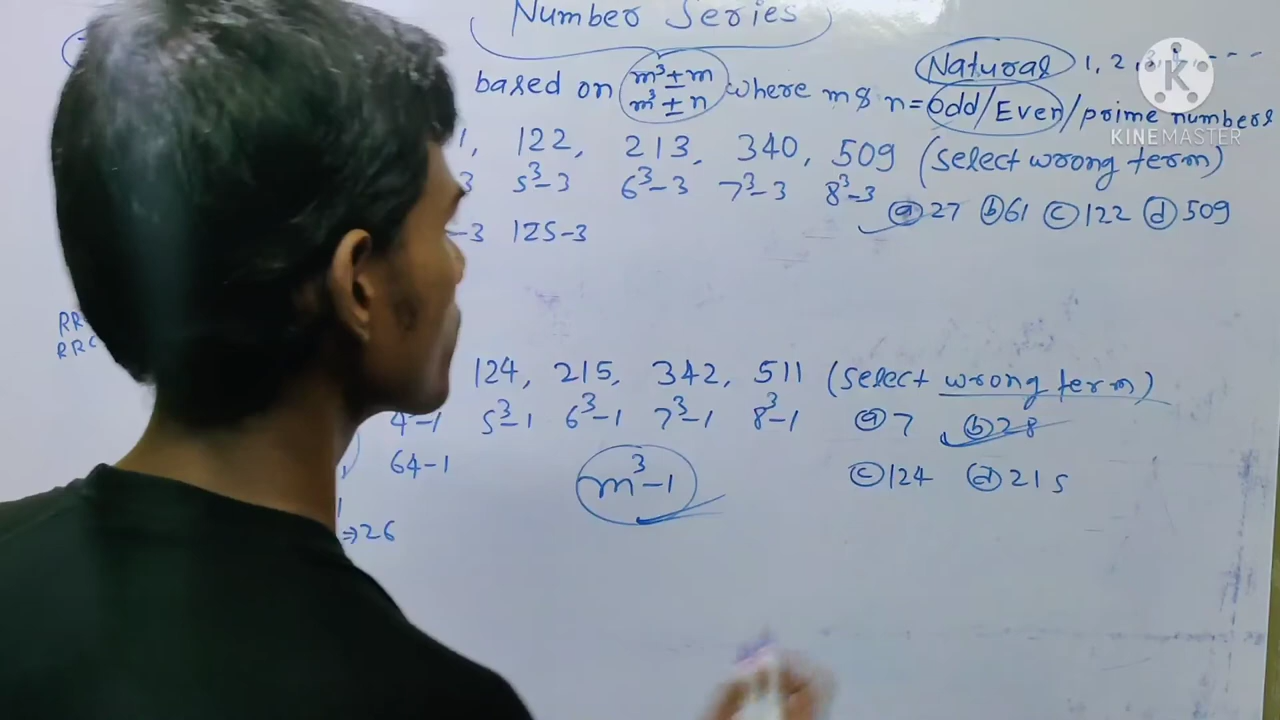 Number Series
based on m³±m where m & n = odd/Even/prime numbers
m³±n
Natural 1, 2, 3
K
KINEMASTER
1, 122, 213, 340, 509 (select wrong term)
3 5³-3 6³-3 7³-3 8³-3
ⓐ 27 ⓑ 61 ⓒ 122 ⓓ 509
-3 125-3
RR
RRC
124, 215, 342, 511 (select wrong term)
4³-1 5³-1 6³-1 7³-1 8³-1 ⓐ 7 ⓑ 28
64-1 m³-1 ⓒ 124 ⓓ 215
⇒26